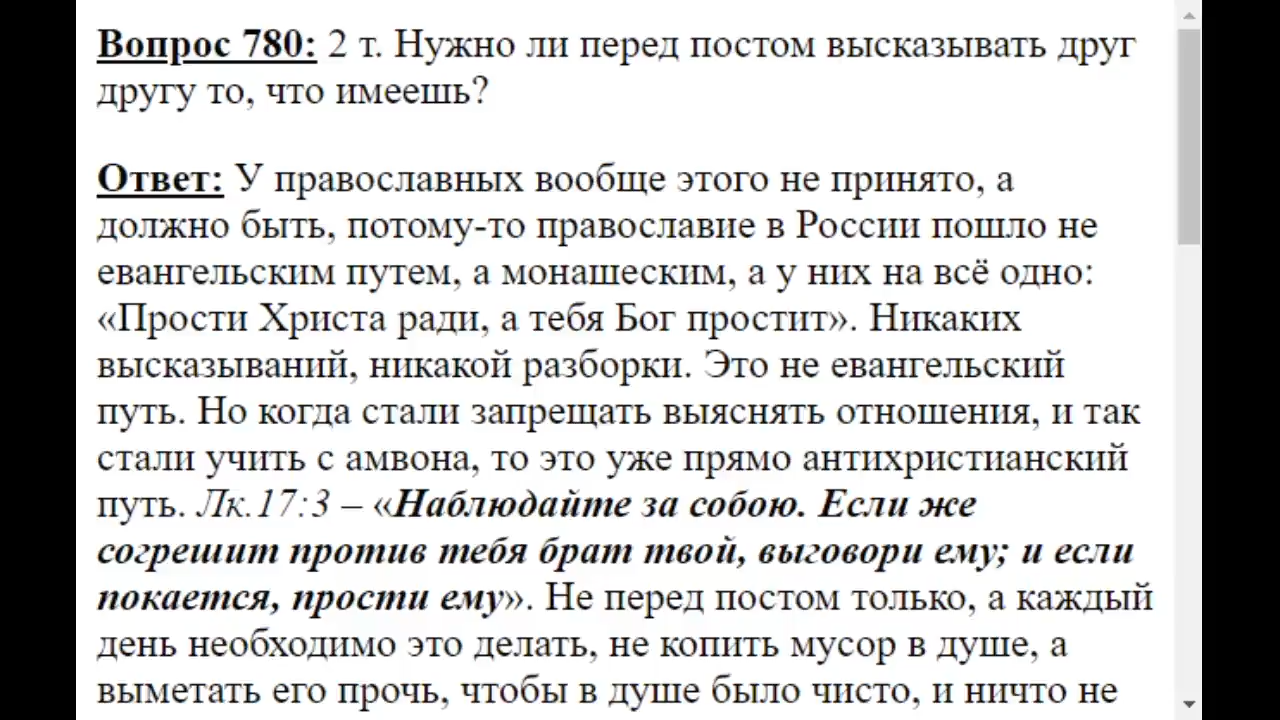 Вопрос 780: 2 т. Нужно ли перед постом высказывать друг
другу то, что имеешь?
Ответ: У православных вообще этого не принято, а
должно быть, потому-то православие в России пошло не
евангельским путем, а монашеским, а у них на всё одно:
«Прости Христа ради, а тебя Бог простит». Никаких
высказываний, никакой разборки. Это не евангельский
путь. Но когда стали запрещать выяснять отношения, и так
стали учить с амвона, то это уже прямо антихристианский
путь. Лк.17:3 – «Наблюдайте за собою. Если же
согрешит против тебя брат твой, выговори ему; и если
покается, прости ему». Не перед постом только, а каждый
день необходимо это делать, не копить мусор в душе, а
выметать его прочь, чтобы в душе было чисто, и ничто не